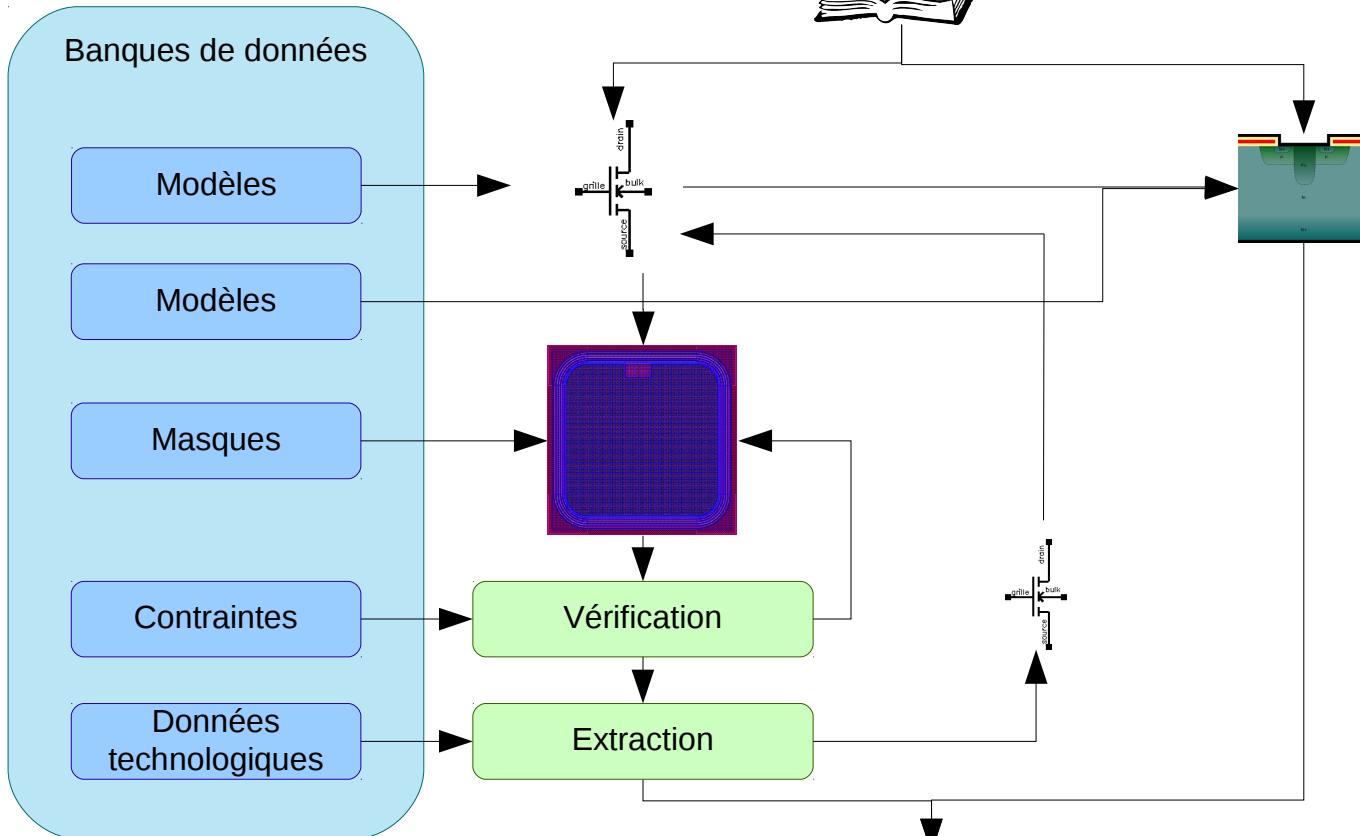 Banques de données
Modèles
Modèles
Masques
Contraintes
Données
technologiques
drain
grille
bulk
source
Vérification
Extraction
drain
grille
bulk
source